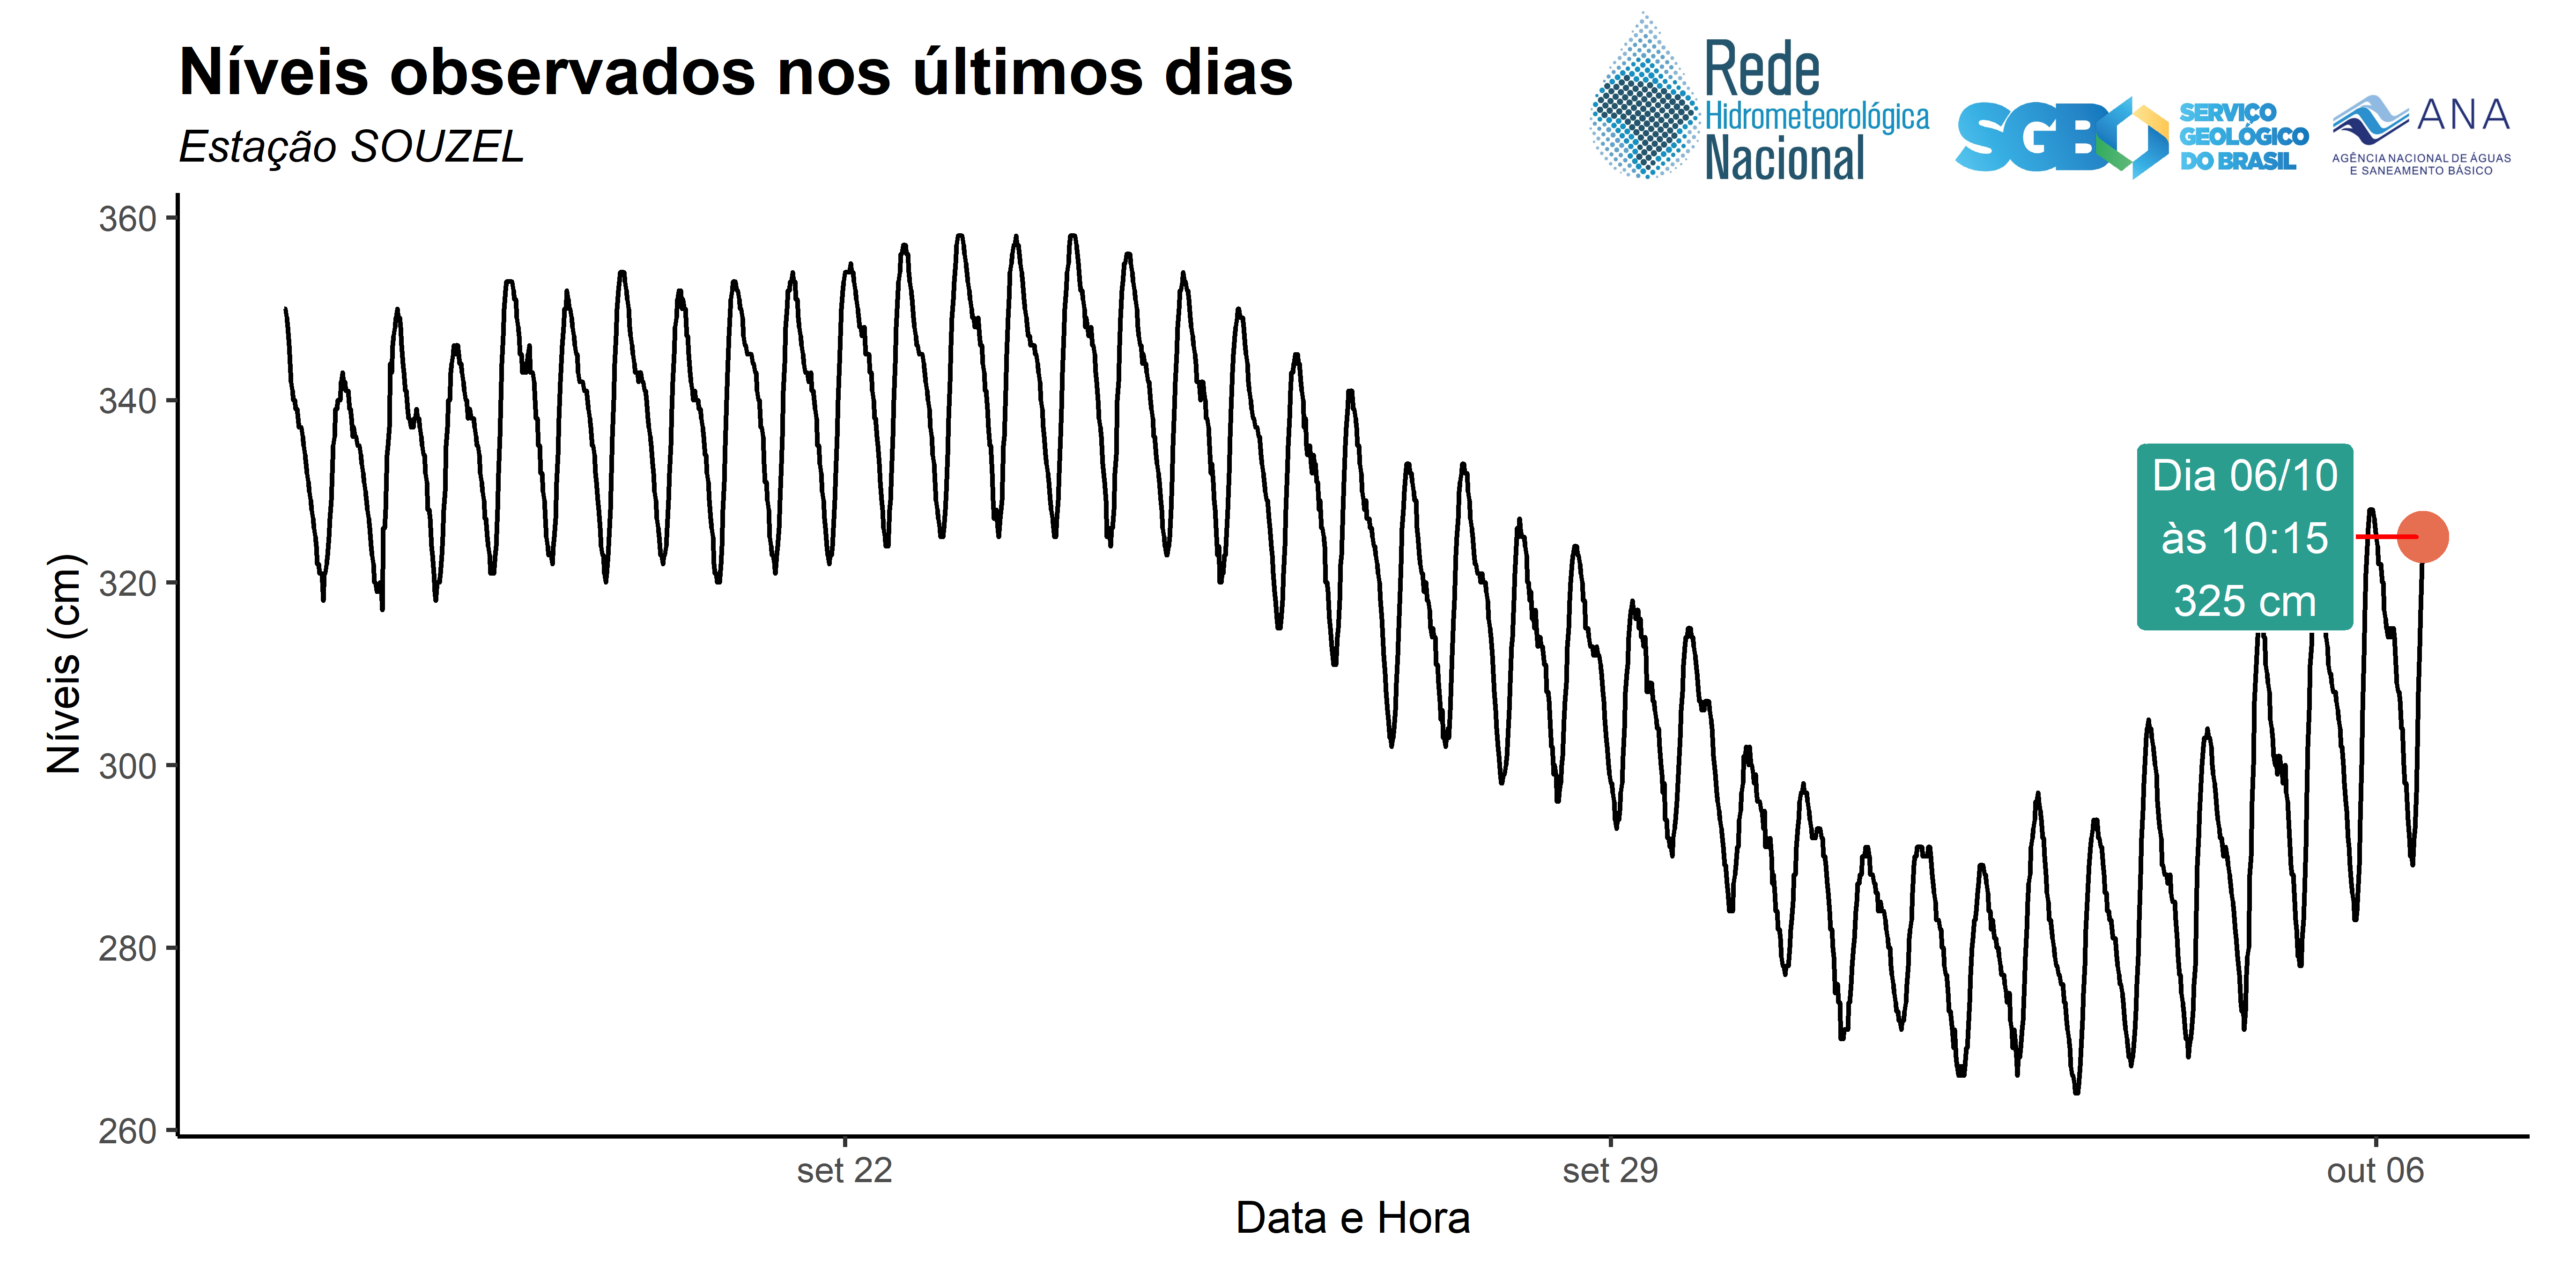 Níveis observados nos últimos dias
Estação SOUZEL
Rede
Hidrometeorológica
Nacional
SGB
SERVIÇO
GEOLÓGICO
DO BRASIL
ANA
AGÊNCIA NACIONAL DE ÁGUAS
E SANEAMENTO BÁSICO
Níveis (cm)
360
340
320
300
280
260
Dia 06/10
às 10:15
325 cm
set 22
set 29
out 06
Data e Hora